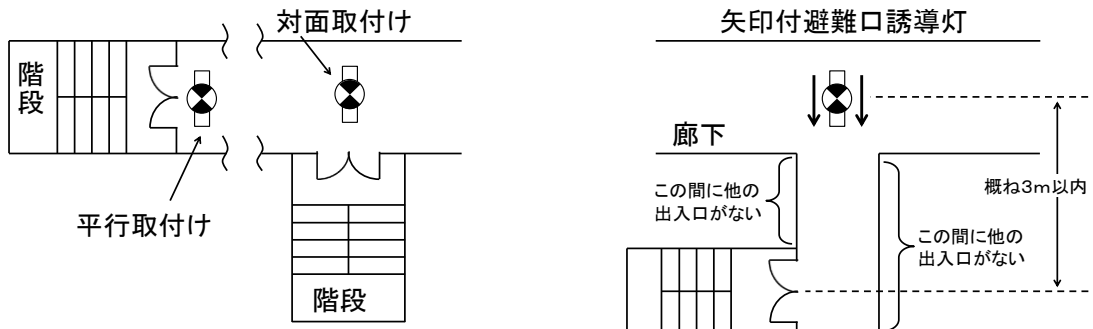 対面取付け
階
段
平行取付け
階段
矢印付避難口誘導灯
廊下
この間に他の
出入口がない
概ね3m以内
この間に他の
出入口がない